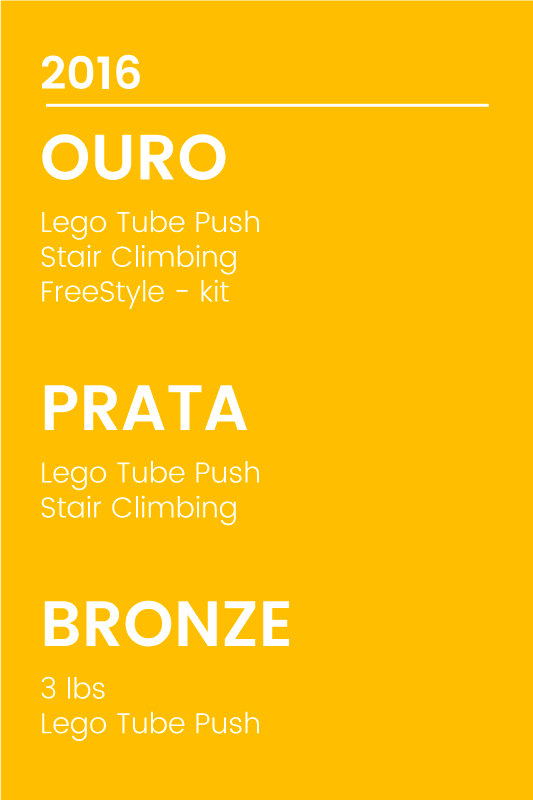 2016
OURO
Lego Tube Push
Stair Climbing
FreeStyle - kit
PRATA
Lego Tube Push
Stair Climbing
BRONZE
3 lbs
Lego Tube Push